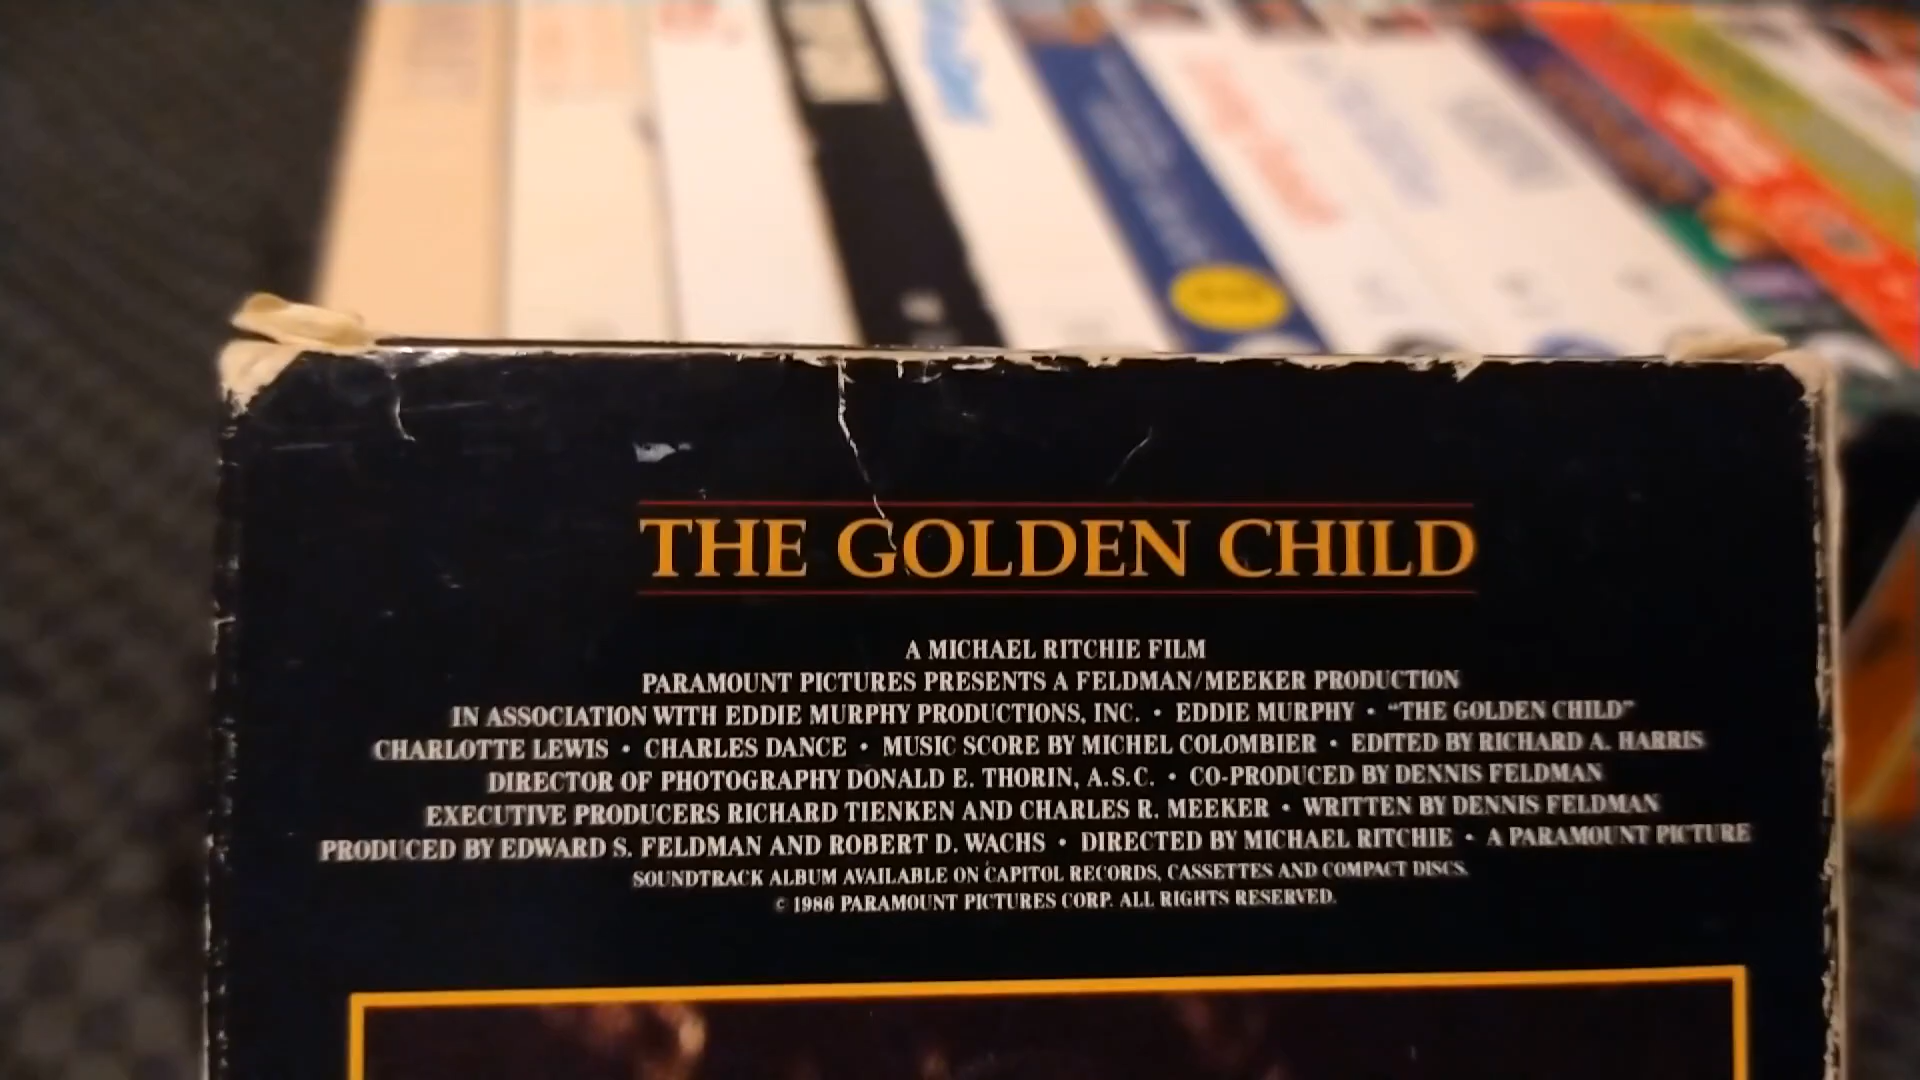 THE GOLDEN CHILD
A MICHAEL RITCHIE FILM
PARAMOUNT PICTURES PRESENTS A FELDMAN/MEEKER PRODUCTION
IN ASSOCIATION WITH EDDIE MURPHY PRODUCTIONS, INC. • EDDIE MURPHY • “THE GOLDEN CHILD”
CHARLOTTE LEWIS • CHARLES DANCE • MUSIC SCORE BY MICHEL COLOMBIER • EDITED BY RICHARD A. HARRIS
DIRECTOR OF PHOTOGRAPHY DONALD E. THORIN, A.S.C. • CO-PRODUCED BY DENNIS FELDMAN
EXECUTIVE PRODUCERS RICHARD TIENKEN AND CHARLES R. MEEKER • WRITTEN BY DENNIS FELDMAN
PRODUCED BY EDWARD S. FELDMAN AND ROBERT D. WACHS • DIRECTED BY MICHAEL RITCHIE • A PARAMOUNT PICTURE
SOUNDTRACK ALBUM AVAILABLE ON CAPITOL RECORDS, CASSETTES AND COMPACT DISCS.
© 1986 PARAMOUNT PICTURES CORP. ALL RIGHTS RESERVED.